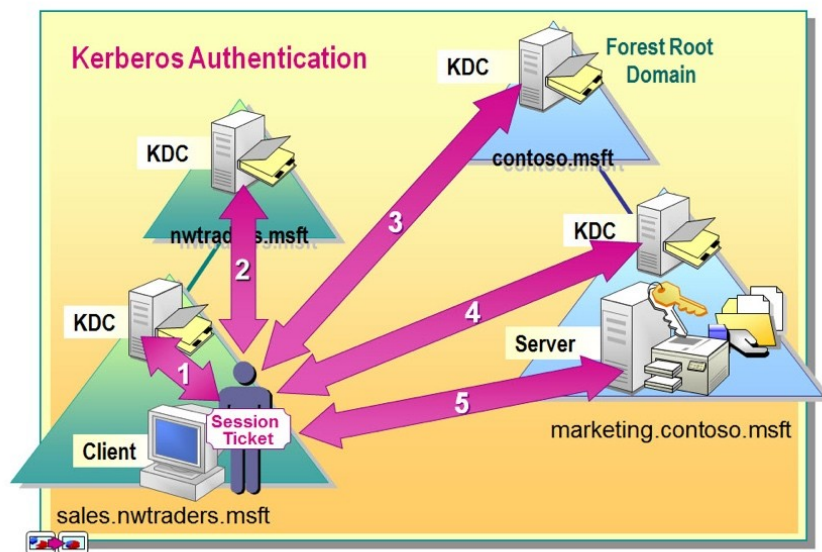 Kerberos Authentication
KDC
Forest Root
Domain
KDC
contoso.msft
nwtraders.msft
3
KDC
2
KDC
4
Server
1
5
Session
Ticket
Client
marketing.contoso.msft
sales.nwtraders.msft